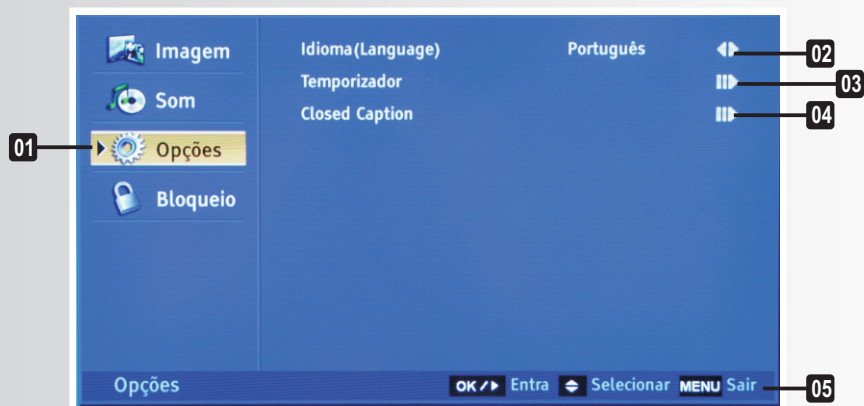 Imagem
Som
01
Opções
Bloqueio
Idioma(Language) Português 02
Temporizador 03
Closed Caption 04
Opções OK / Entra Selecionar MENU Sair 05